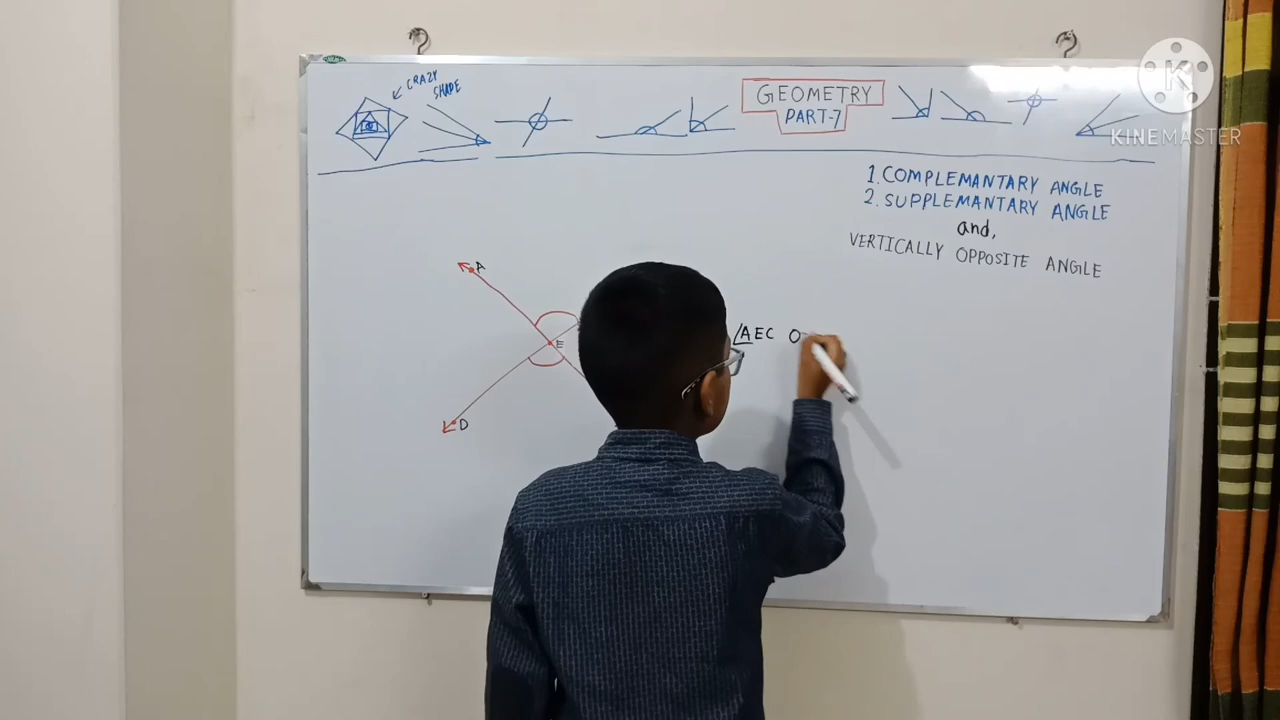 CRAZY
SHAPE
GEOMETRY
PART-7
KINEMASTER
1. COMPLEMANTARY ANGLE
2. SUPPLEMANTARY ANGLE
and,
VERTICALLY OPPOSITE ANGLE
A
E
D
∠AEC O